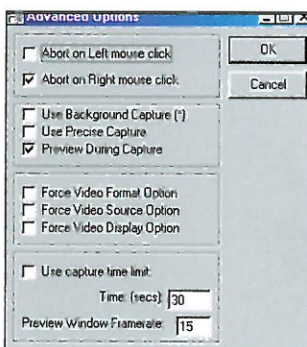 Advanced Options
Abort on Left mouse click
OK
Abort on Right mouse click
Cancel
Use Background Capture (*)
Use Precise Capture
Preview During Capture
Force Video Format Option
Force Video Source Option
Force Video Display Option
Use capture time limit:
Time: (secs) 30
Preview Window Framerate: 15